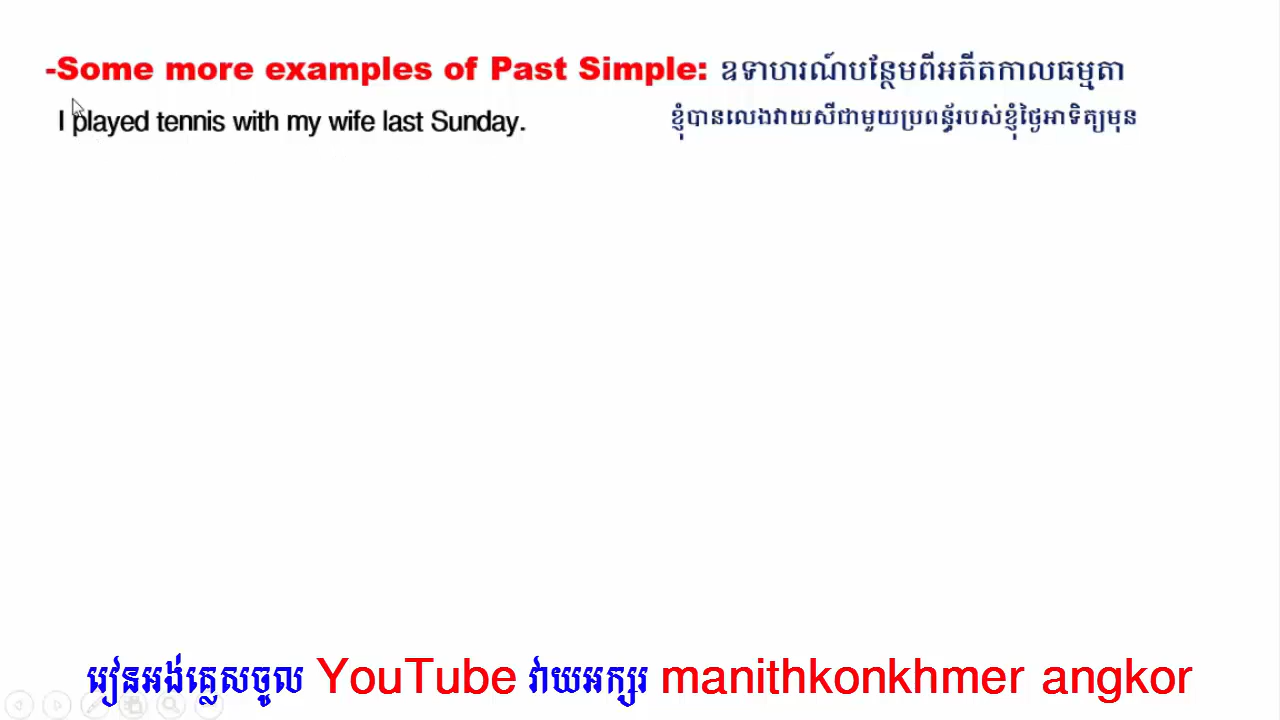 -Some more examples of Past Simple: ឧទាហរណ៍បន្ថែមពីអតីតកាលធម្មតា
I played tennis with my wife last Sunday. ខ្ញុំបានលេងវាយសីជាមួយប្រពន្ធ័របស់ខ្ញុំថ្ងៃអាទិត្យមុន
រៀនអង់គ្លេសចូល YouTube វាយអក្សរ manithkonkhmer angkor